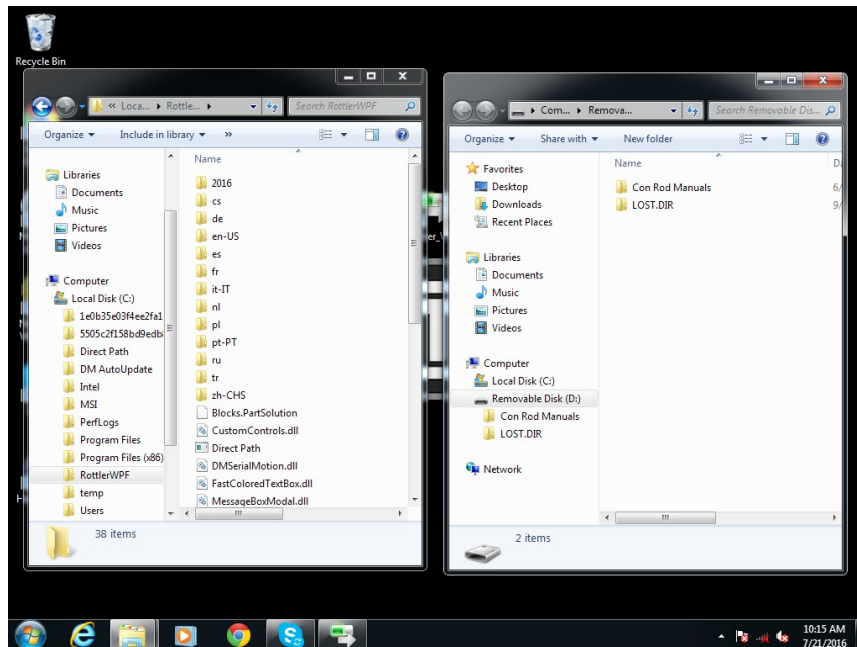 Recycle Bin
« Loca... Rottle...
Search RottlerWPF
Organize
Include in library
»
Libraries
Documents
Music
Pictures
Videos
Computer
Local Disk (C:)
1e0b35e03f4ee2fa1
5505c2f158bd9edb
Direct Path
DM AutoUpdate
Intel
MSI
PerfLogs
Program Files
Program Files (x86)
RottlerWPF
temp
Users
Name
2016
cs
de
en-US
es
fr
it-IT
nl
pl
pt-PT
ru
tr
zh-CHS
Blocks.PartSolution
CustomControls.dll
Direct Path
DMSerialMotion.dll
FastColoredTextBox.dll
MessageBoxModal.dll
38 items
Com... Remova...
Search Removable Dis...
Organize
Share with
New folder
Favorites
Desktop
Downloads
Recent Places
Libraries
Documents
Music
Pictures
Videos
Computer
Local Disk (C:)
Removable Disk (D:)
Con Rod Manuals
LOST.DIR
Network
Name
Con Rod Manuals 6/
LOST.DIR 9/
2 items
10:15 AM
7/21/2016